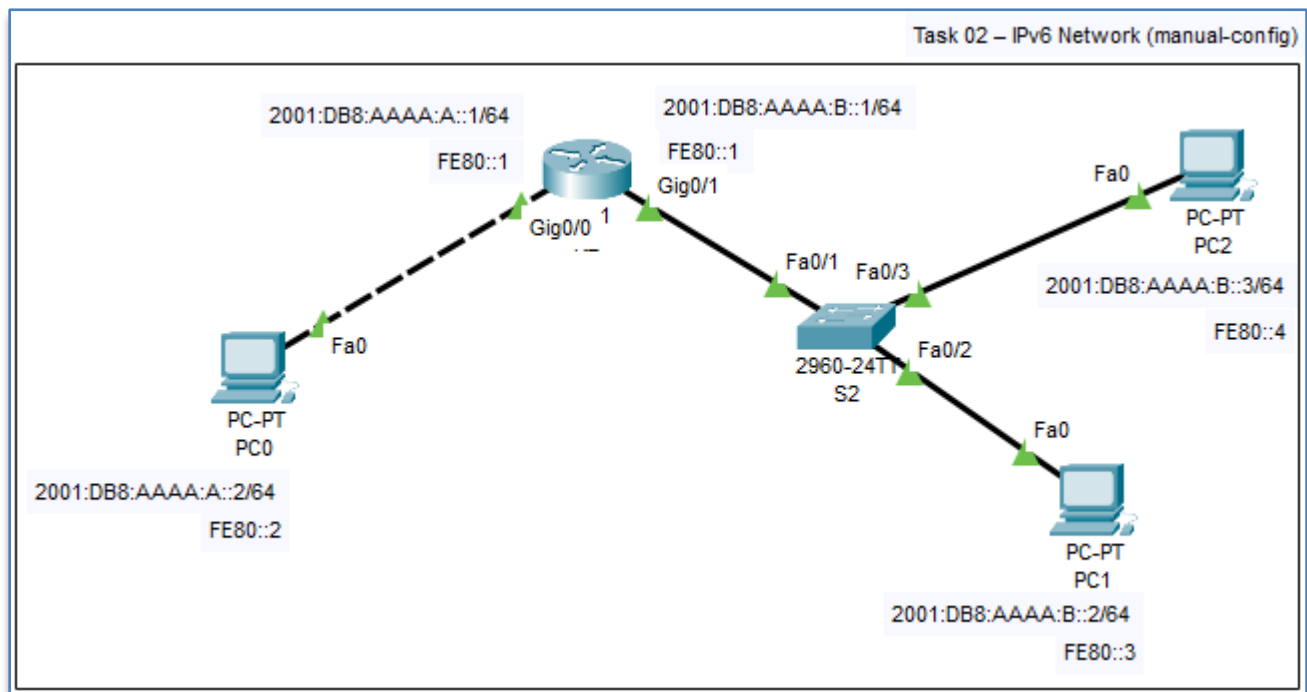 Task 02 – IPv6 Network (manual-config)
2001:DB8:AAAA:A::1/64
FE80::1
2001:DB8:AAAA:B::1/64
FE80::1
Gig0/1
Gig0/0
1
Fa0
PC-PT
PC2
2001:DB8:AAAA:B::3/64
FE80::4
Fa0/1
Fa0/3
Fa0/2
2960-24TT
S2
Fa0
PC-PT
PC0
2001:DB8:AAAA:A::2/64
FE80::2
Fa0
PC-PT
PC1
2001:DB8:AAAA:B::2/64
FE80::3